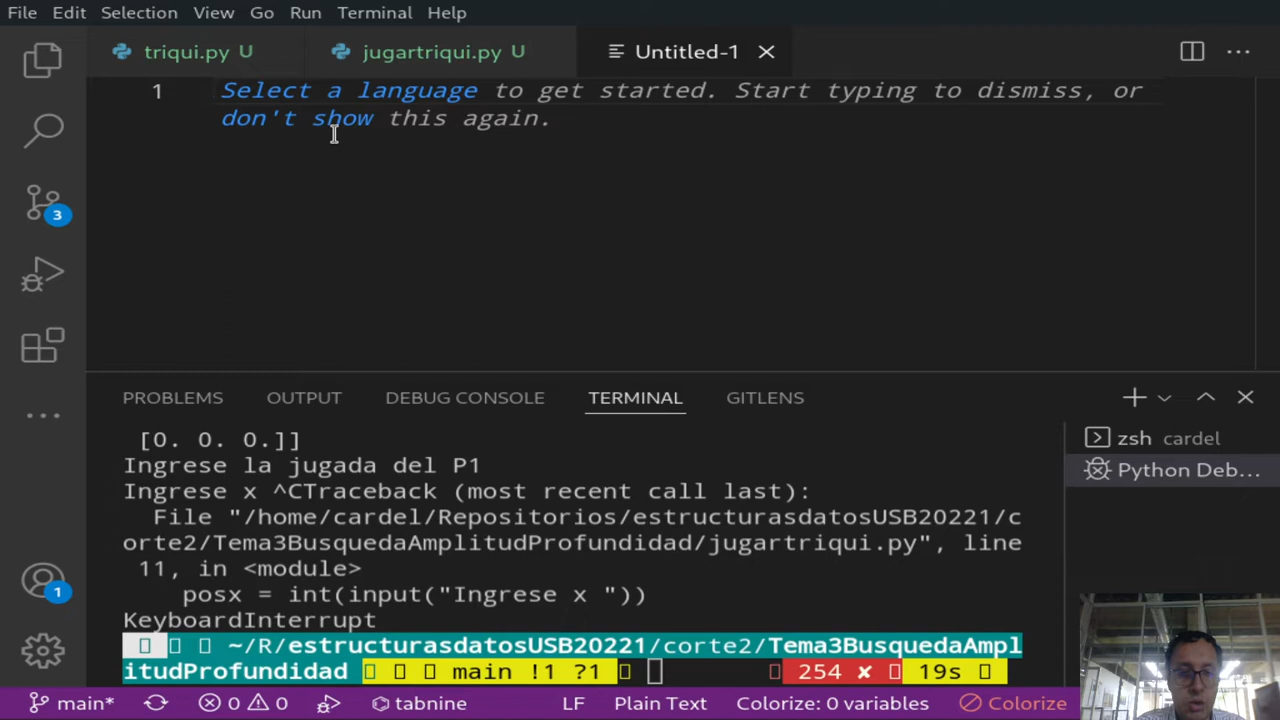 File Edit Selection View Go Run Terminal Help
triqui.py U jugartriqui.py U Untitled-1
1 Select a language to get started. Start typing to dismiss, or
don't show this again.
3
PROBLEMS OUTPUT DEBUG CONSOLE TERMINAL GITLENS
[0. 0. 0.]]
Ingrese la jugada del P1
Ingrese x ^CTraceback (most recent call last):
File "/home/cardel/Repositorios/estructurasdatosUSB20221/c
orte2/Tema3BusquedaAmplitudProfundidad/jugartriqui.py", line
11, in <module>
posx = int(input("Ingrese x "))
KeyboardInterrupt
~/R/estructurasdatosUSB20221/corte2/Tema3BusquedaAmpl
itudProfundidad main !1 ?1 254 ✘ 19s
zsh cardel
Python Deb...
1
main* 0 0 tabnine LF Plain Text Colorize: 0 variables Colorize